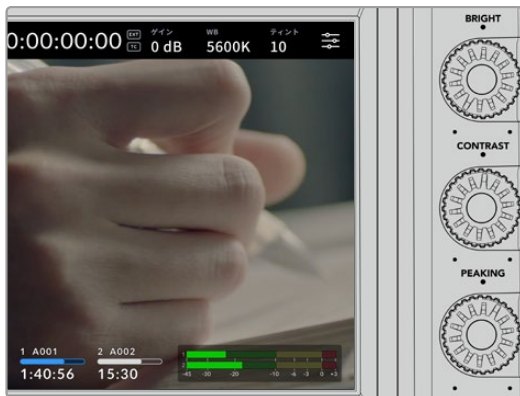 0:00:00:00 EXT TC ゲイン 0 dB WB 5600K ティント 10
BRIGHT
CONTRAST
PEAKING
1 A001 2 A002
1:40:56 15:30
1
2
-45 -30 -20 -10 -6 -3 0 +3